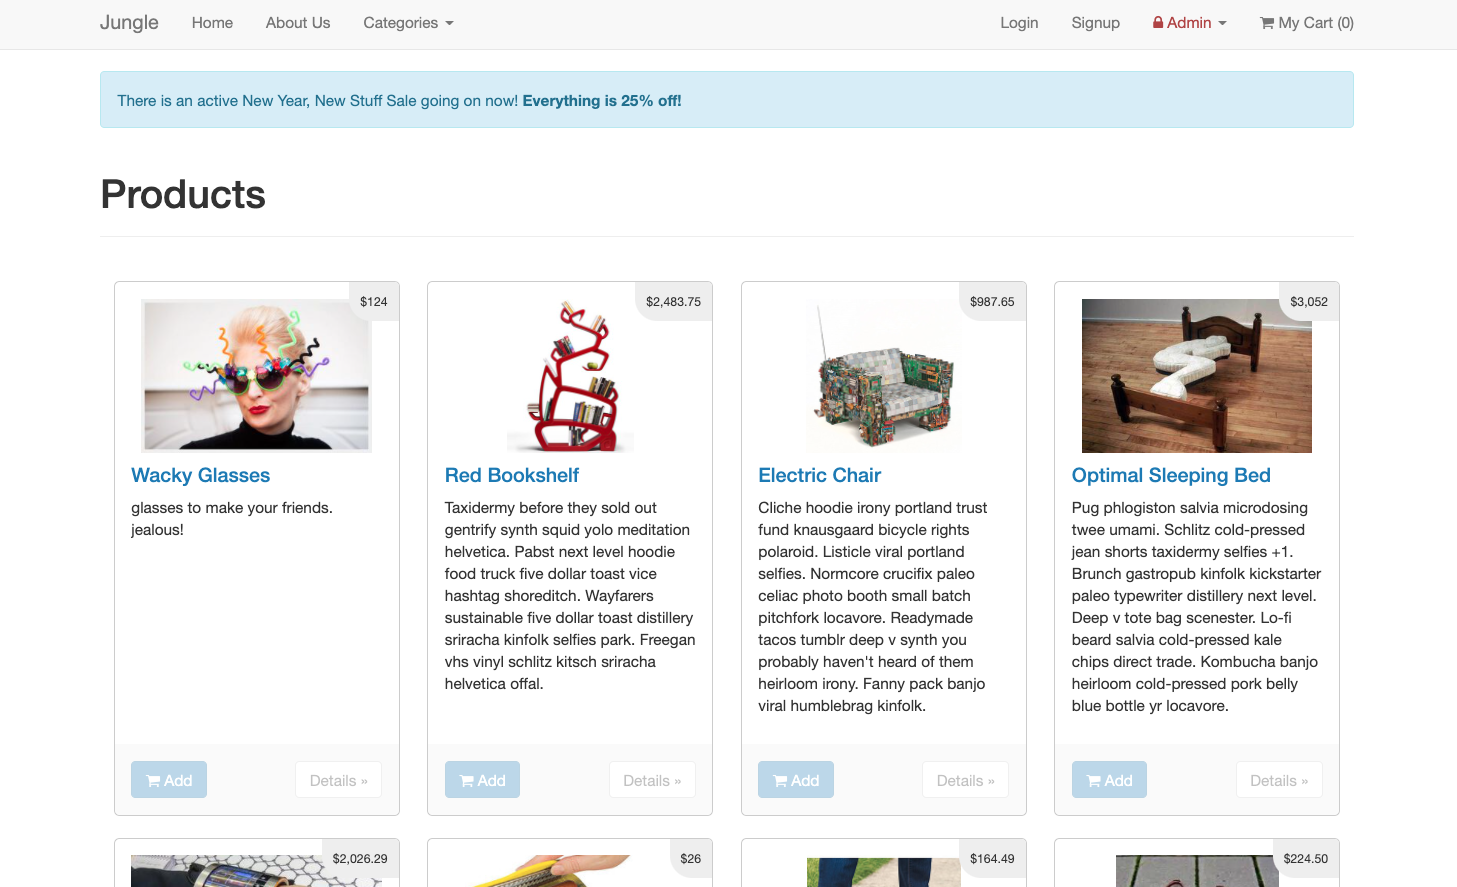 Jungle Home About Us Categories Login Signup Admin My Cart (0)
There is an active New Year, New Stuff Sale going on now! Everything is 25% off!
Products
$124
Wacky Glasses
glasses to make your friends.
jealous!
Add Details »
$2,483.75
Red Bookshelf
Taxidermy before they sold out
gentrify synth squid yolo meditation
helvetica. Pabst next level hoodie
food truck five dollar toast vice
hashtag shoreditch. Wayfarers
sustainable five dollar toast distillery
sriracha kinfolk selfies park. Freegan
vhs vinyl schlitz kitsch sriracha
helvetica offal.
Add Details »
$987.65
Electric Chair
Cliche hoodie irony portland trust
fund knausgaard bicycle rights
polaroid. Listicle viral portland
selfies. Normcore crucifix paleo
celiac photo booth small batch
pitchfork locavore. Readymade
tacos tumblr deep v synth you
probably haven't heard of them
heirloom irony. Fanny pack banjo
viral humblebrag kinfolk.
Add Details »
$3,052
Optimal Sleeping Bed
Pug phlogiston salvia microdosing
twee umami. Schlitz cold-pressed
jean shorts taxidermy selfies +1.
Brunch gastropub kinfolk kickstarter
paleo typewriter distillery next level.
Deep v tote bag scenester. Lo-fi
beard salvia cold-pressed kale
chips direct trade. Kombucha banjo
heirloom cold-pressed pork belly
blue bottle yr locavore.
Add Details »
$2,026.29
$26
$164.49
$224.50